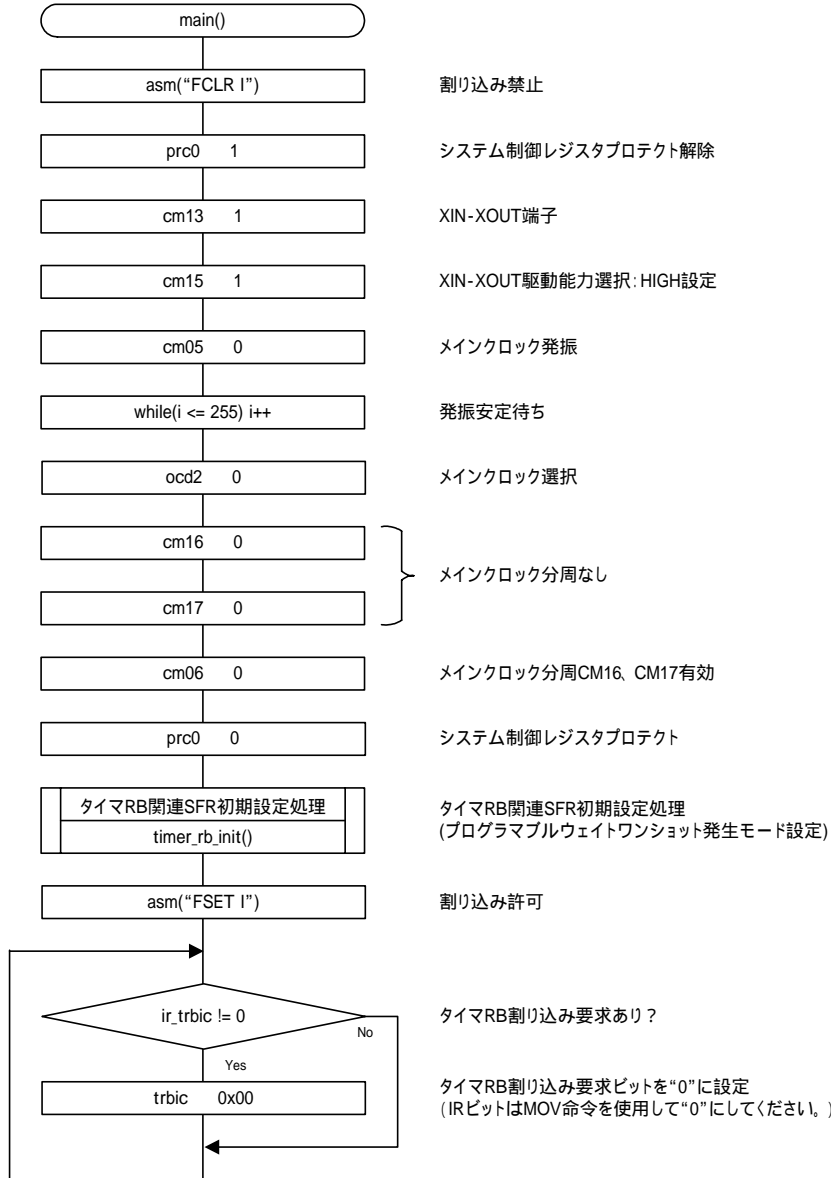 main()
asm(“FCLR I”) 割り込み禁止
prc0 1 システム制御レジスタプロテクト解除
cm13 1 XIN-XOUT端子
cm15 1 XIN-XOUT駆動能力選択：HIGH設定
cm05 0 メインクロック発振
while(i <= 255) i++ 発振安定待ち
ocd2 0 メインクロック選択
cm16 0
メインクロック分周なし
cm17 0
cm06 0 メインクロック分周CM16、CM17有効
prc0 0 システム制御レジスタプロテクト
タイマRB関連SFR初期設定処理
timer_rb_init()
タイマRB関連SFR初期設定処理
(プログラマブルウェイトワンショット発生モード設定)
asm(“FSET I”) 割り込み許可
ir_trbic != 0 タイマRB割り込み要求あり？
No
Yes
trbic 0x00
タイマRB割り込み要求ビットを“0”に設定
(IRビットはMOV命令を使用して“0”にしてください。)